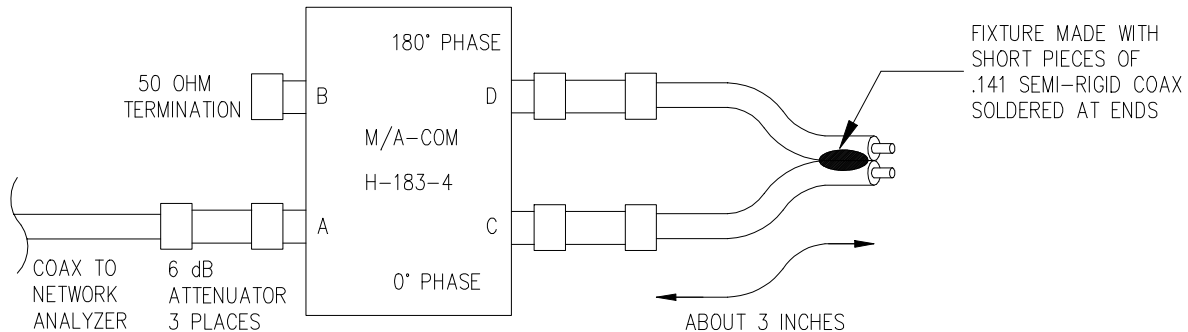 180° PHASE
FIXTURE MADE WITH
SHORT PIECES OF
.141 SEMI-RIGID COAX
SOLDERED AT ENDS
50 OHM
TERMINATION
B
D
M/A-COM
H-183-4
A
C
0° PHASE
COAX TO
NETWORK
ANALYZER
6 dB
ATTENUATOR
3 PLACES
ABOUT 3 INCHES